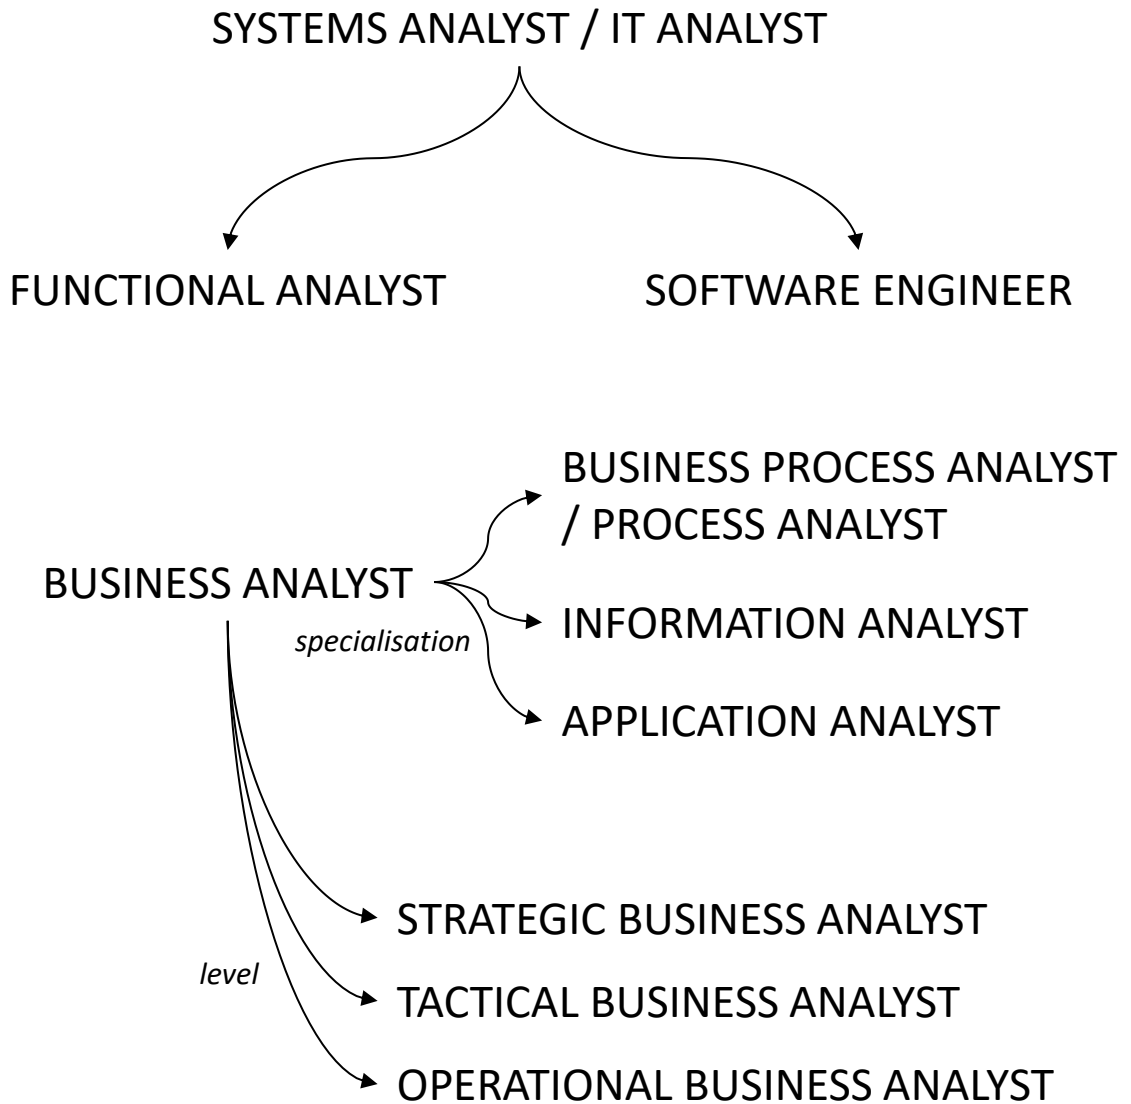 SYSTEMS ANALYST / IT ANALYST
FUNCTIONAL ANALYST
SOFTWARE ENGINEER
BUSINESS PROCESS ANALYST
/ PROCESS ANALYST
BUSINESS ANALYST
INFORMATION ANALYST
specialisation
APPLICATION ANALYST
STRATEGIC BUSINESS ANALYST
level
TACTICAL BUSINESS ANALYST
OPERATIONAL BUSINESS ANALYST